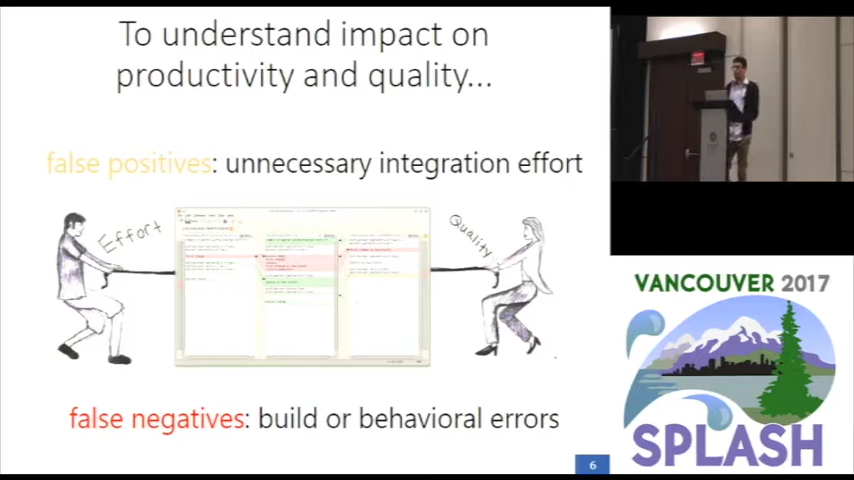 To understand impact on
productivity and quality...
false positives: unnecessary integration effort
Effort
Quality
false negatives: build or behavioral errors
6
VANCOUVER 2017
SPLASH